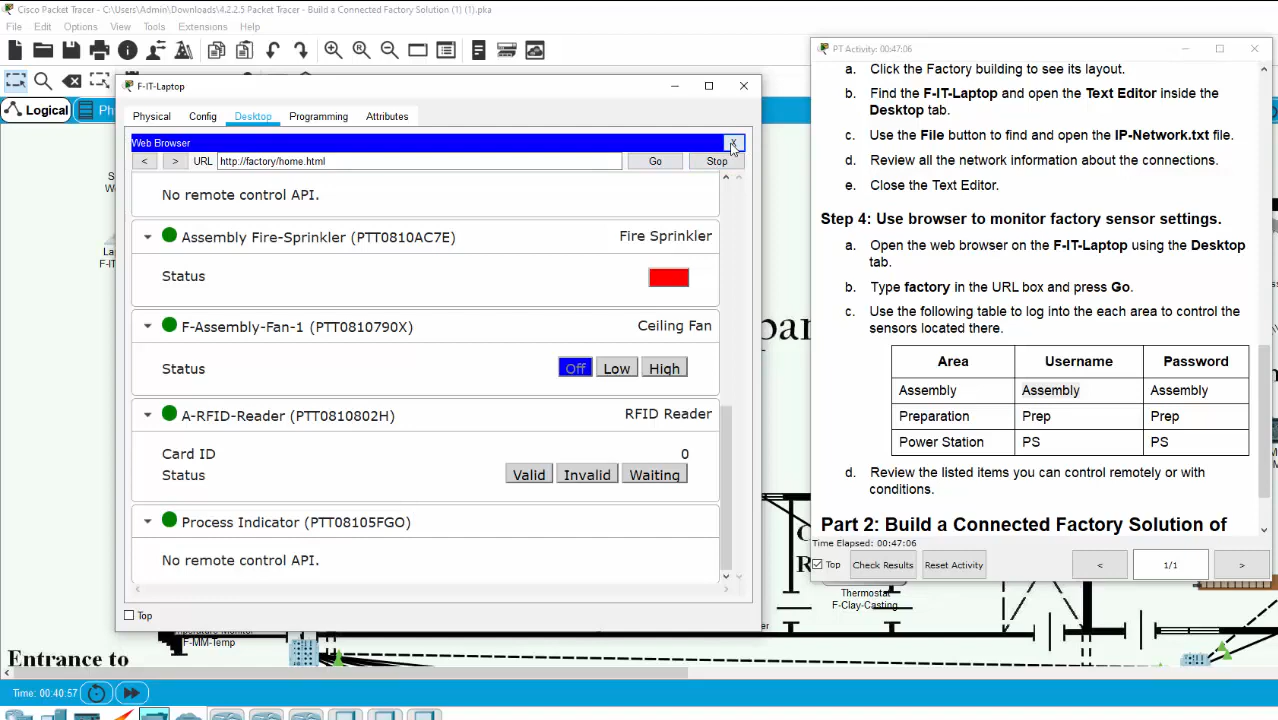 Cisco Packet Tracer - C:\Users\Admin\Downloads\4.2.2.5 Packet Tracer - Build a Connected Factory Solution (1) (1).pka
File Edit Options View Tools Extensions Help
Logical
F-IT-Laptop
Physical Config Desktop Programming Attributes
Web Browser X
< > URL http://factory/home.html Go Stop
No remote control API.
Assembly Fire-Sprinkler (PTT0810AC7E) Fire Sprinkler
Status
F-Assembly-Fan-1 (PTT0810790X) Ceiling Fan
Status Off Low High
A-RFID-Reader (PTT0810802H) RFID Reader
Card ID 0
Status Valid Invalid Waiting
Process Indicator (PTT08105FGO)
No remote control API.
Top
PT Activity: 00:47:06
a. Click the Factory building to see its layout.
b. Find the F-IT-Laptop and open the Text Editor inside the
Desktop tab.
c. Use the File button to find and open the IP-Network.txt file.
d. Review all the network information about the connections.
e. Close the Text Editor.
Step 4: Use browser to monitor factory sensor settings.
a. Open the web browser on the F-IT-Laptop using the Desktop
tab.
b. Type factory in the URL box and press Go.
c. Use the following table to log into the each area to control the
sensors located there.
Area Username Password
Assembly Assembly Assembly
Preparation Prep Prep
Power Station PS PS
d. Review the listed items you can control remotely or with
conditions.
Part 2: Build a Connected Factory Solution of
Time Elapsed: 00:47:06
Top Check Results Reset Activity < 1/1 >
Thermostat
F-Clay-Casting
F-MM-Temp
Entrance to
Time: 00:40:57